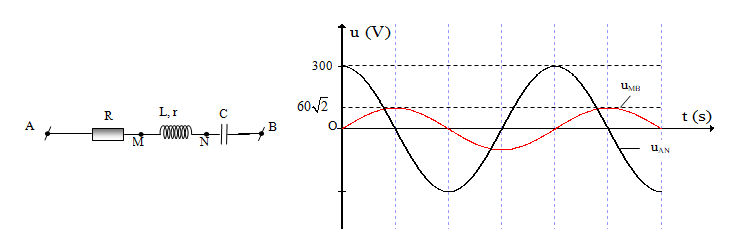 A
R
M
L, r
N
C
B
u (V)
300
60√2
O
u_MB
t (s)
u_AN